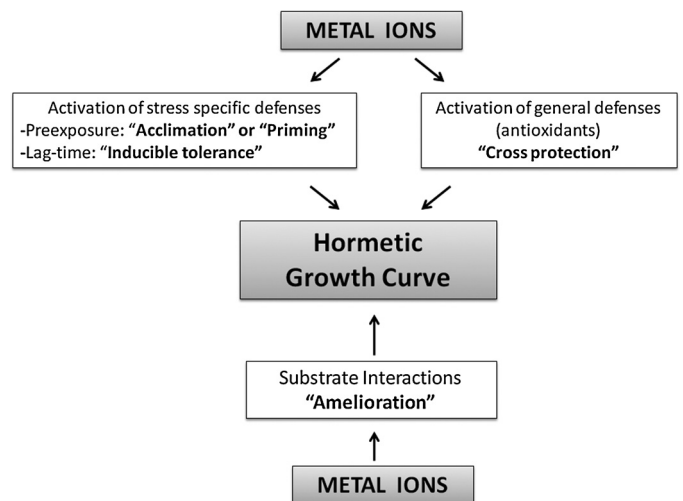 METAL IONS
Activation of stress specific defenses
-Preexposure: “Acclimation” or “Priming”
-Lag-time: “Inducible tolerance”
Activation of general defenses
(antioxidants)
“Cross protection”
Hormetic
Growth Curve
Substrate Interactions
“Amelioration”
METAL IONS